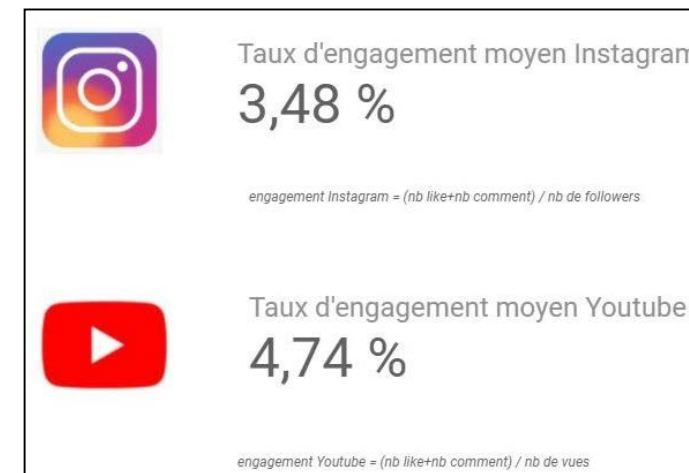 Taux d'engagement moyen Instagram
3,48 %
engagement Instagram = (nb like+nb comment) / nb de followers
Taux d'engagement moyen Youtube
4,74 %
engagement Youtube = (nb like+nb comment) / nb de vues